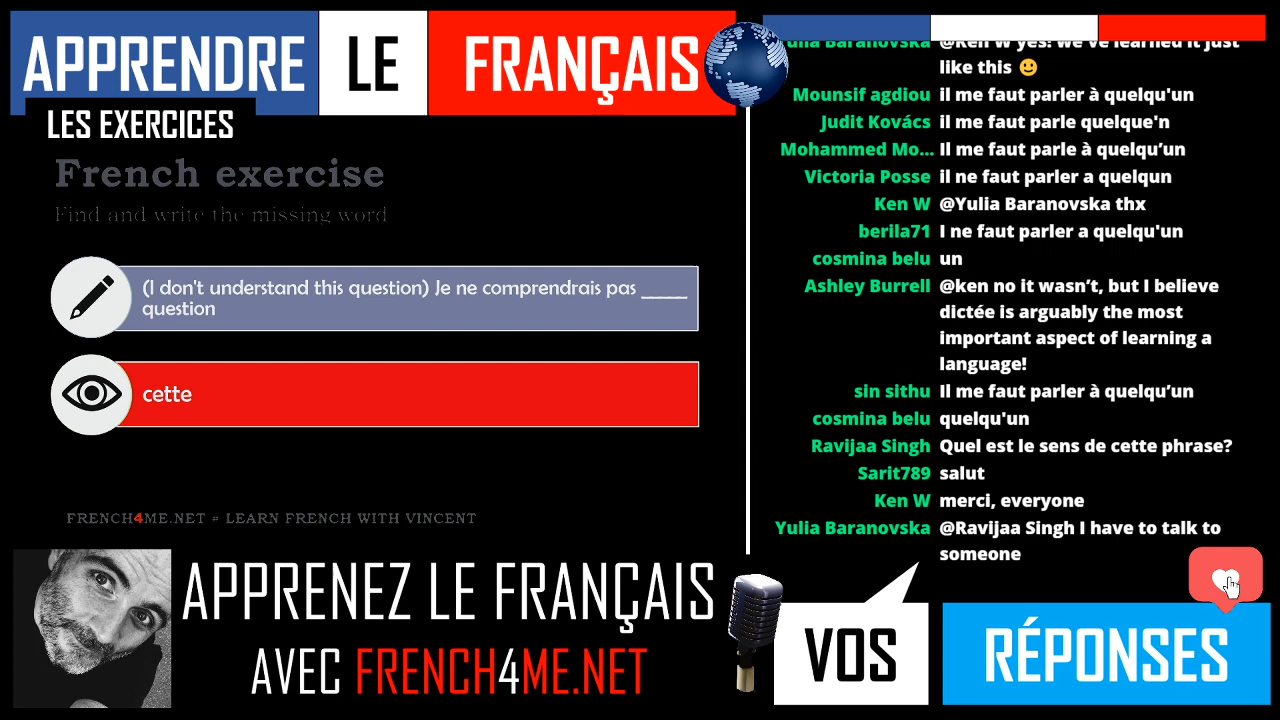 APPRENDRE LE FRANÇAIS
LES EXERCICES
French exercise
Find and write the missing word
(I don't understand this question) Je ne comprendrais pas _____
question
cette
FRENCH4ME.NET = LEARN FRENCH WITH VINCENT
APPRENEZ LE FRANÇAIS
AVEC FRENCH4ME.NET
Yulia Baranovska @Ken W yes! we've learned it just
like this 🙂
Mounsif agdiou il me faut parler à quelqu'un
Judit Kovács il me faut parle quelque'n
Mohammed Mo... Il me faut parle à quelqu’un
Victoria Posse il ne faut parler a quelqun
Ken W @Yulia Baranovska thx
berila71 I ne faut parler a quelqu'un
cosmina belu un
Ashley Burrell @ken no it wasn’t, but I believe
dictée is arguably the most
important aspect of learning a
language!
sin sithu Il me faut parler à quelqu’un
cosmina belu quelqu'un
Ravijaa Singh Quel est le sens de cette phrase?
Sarit789 salut
Ken W merci, everyone
Yulia Baranovska @Ravijaa Singh I have to talk to
someone
VOS RÉPONSES